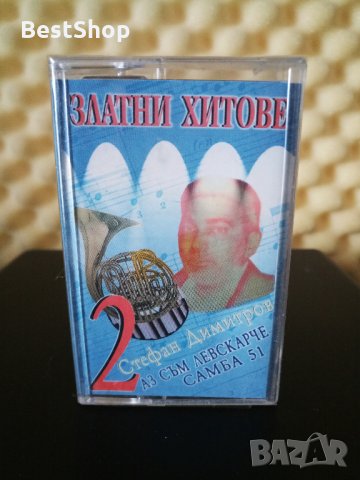 BestShop
ЗЛАТНИ ХИТОВЕ
2
Стефан Димитров
АЗ СЪМ ЛЕВСКАРЧЕ
САМБА 51
BAZAR